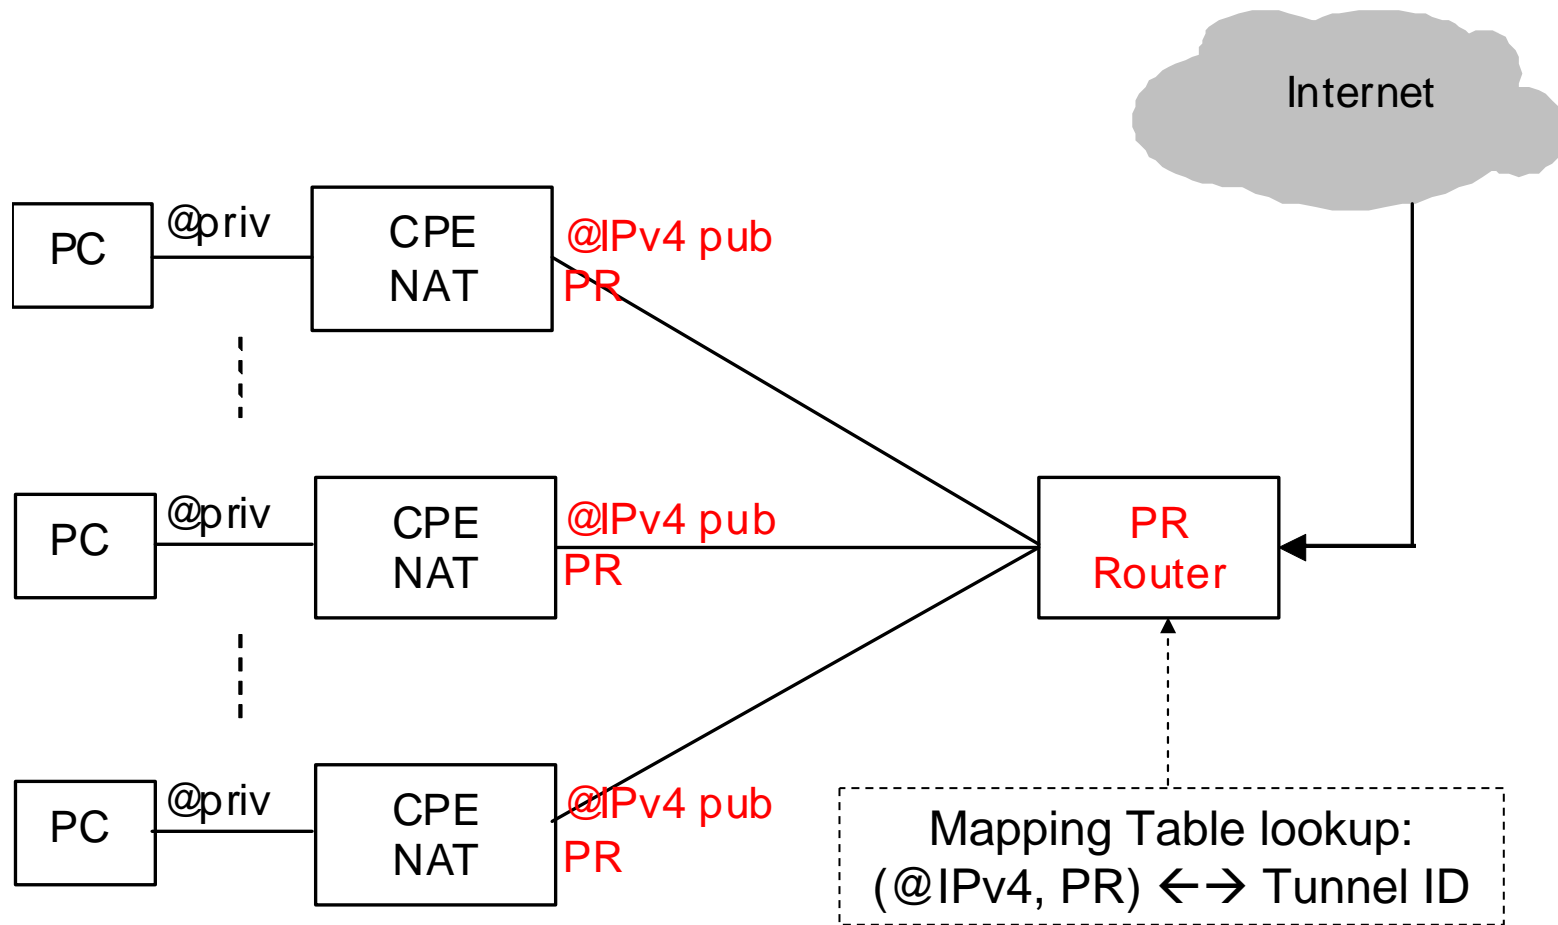 Internet
PC
@priv
CPE
NAT
@IPv4 pub
PR
PC
@priv
CPE
NAT
@IPv4 pub
PR
PR
Router
PC
@priv
CPE
NAT
@IPv4 pub
PR
Mapping Table lookup:
(@IPv4, PR) ←→ Tunnel ID